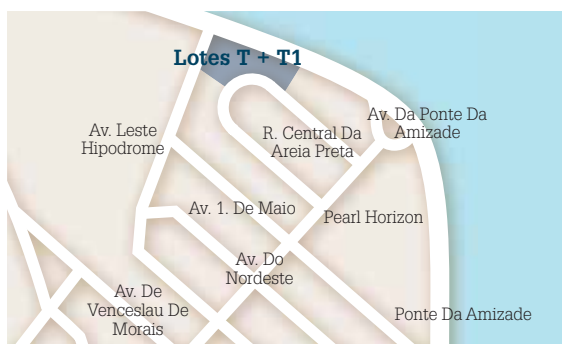 Lotes T + T1
Av. Da Ponte Da
Amizade
Av. Leste
Hipodrome
R. Central Da
Areia Preta
Av. 1. De Maio
Pearl Horizon
Av. Do
Nordeste
Av. De
Venceslau De
Morais
Ponte Da Amizade